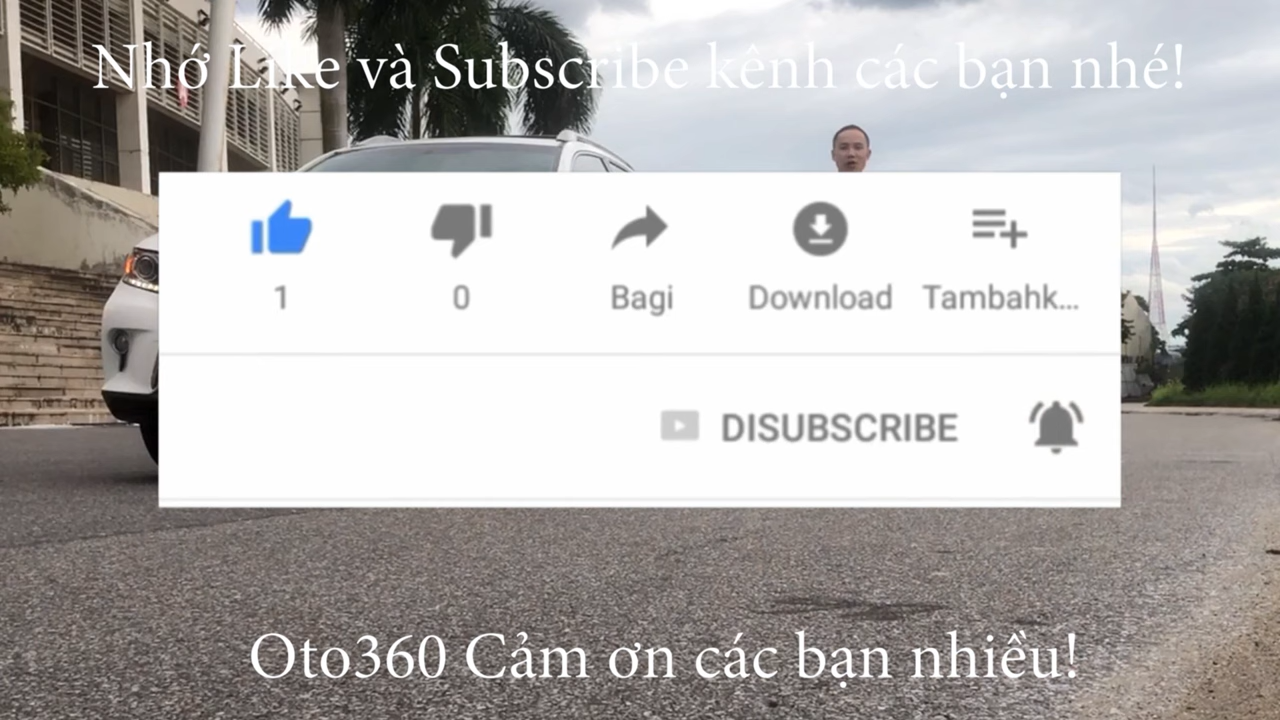 Nhớ Like và Subscribe kênh các bạn nhé!
1 0 Bagi Download Tambahk...
DISUBSCRIBE
Oto360 Cảm ơn các bạn nhiều!